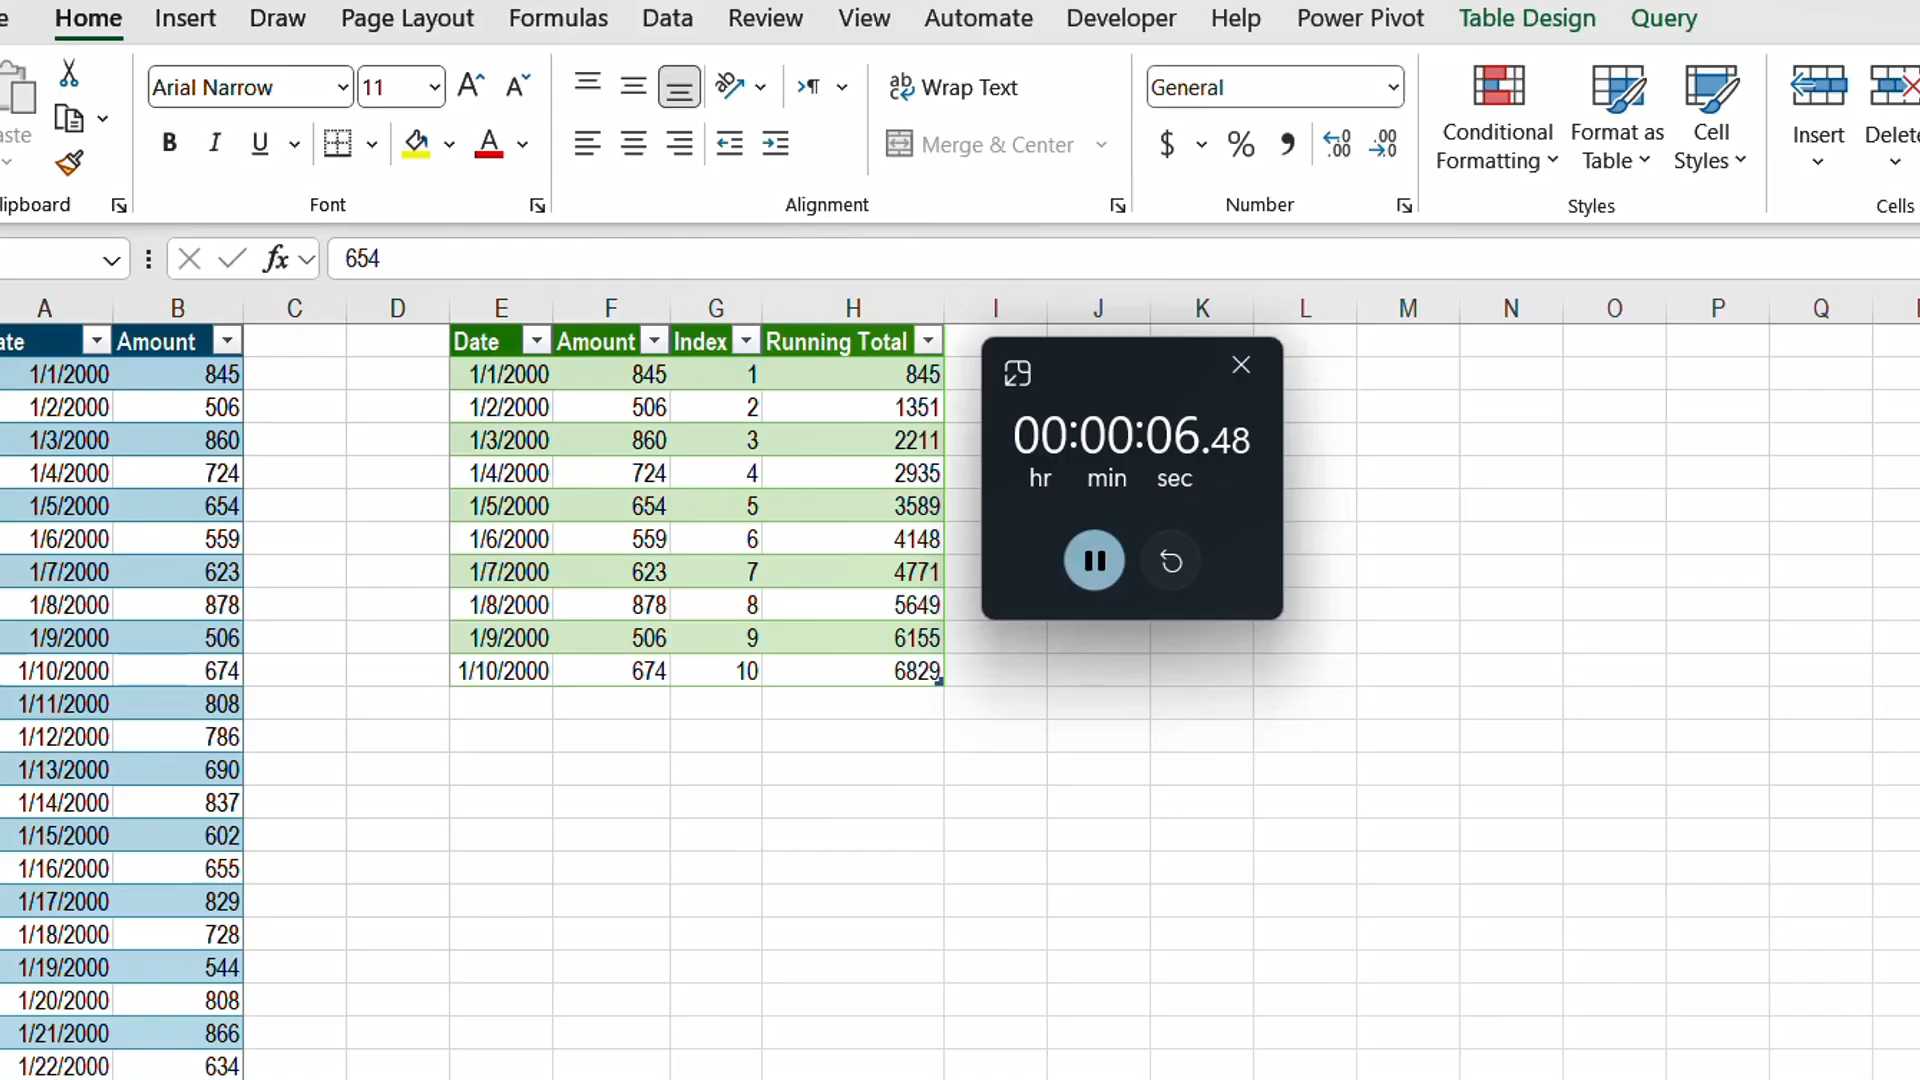 Home Insert Draw Page Layout Formulas Data Review View Automate Developer Help Power Pivot Table Design Query
Arial Narrow 11 Wrap Text General
Conditional Formatting Format as Table Cell Styles Insert Delete
B I U A Merge & Center $ % 9 .00 .00
Font Alignment Number Styles Cells
fx 654
A B C D E F G H I J K L M N O P Q
Amount Date Amount Index Running Total
1/1/2000 845 1/1/2000 845 1 845
1/2/2000 506 1/2/2000 506 2 1351
1/3/2000 860 1/3/2000 860 3 2211
1/4/2000 724 1/4/2000 724 4 2935
1/5/2000 654 1/5/2000 654 5 3589
1/6/2000 559 1/6/2000 559 6 4148
1/7/2000 623 1/7/2000 623 7 4771
1/8/2000 878 1/8/2000 878 8 5649
1/9/2000 506 1/9/2000 506 9 6155
1/10/2000 674 1/10/2000 674 10 6829
1/11/2000 808
1/12/2000 786
1/13/2000 690
1/14/2000 837
1/15/2000 602
1/16/2000 655
1/17/2000 829
1/18/2000 728
1/19/2000 544
1/20/2000 808
1/21/2000 866
1/22/2000 634
00:00:06.48
hr min sec